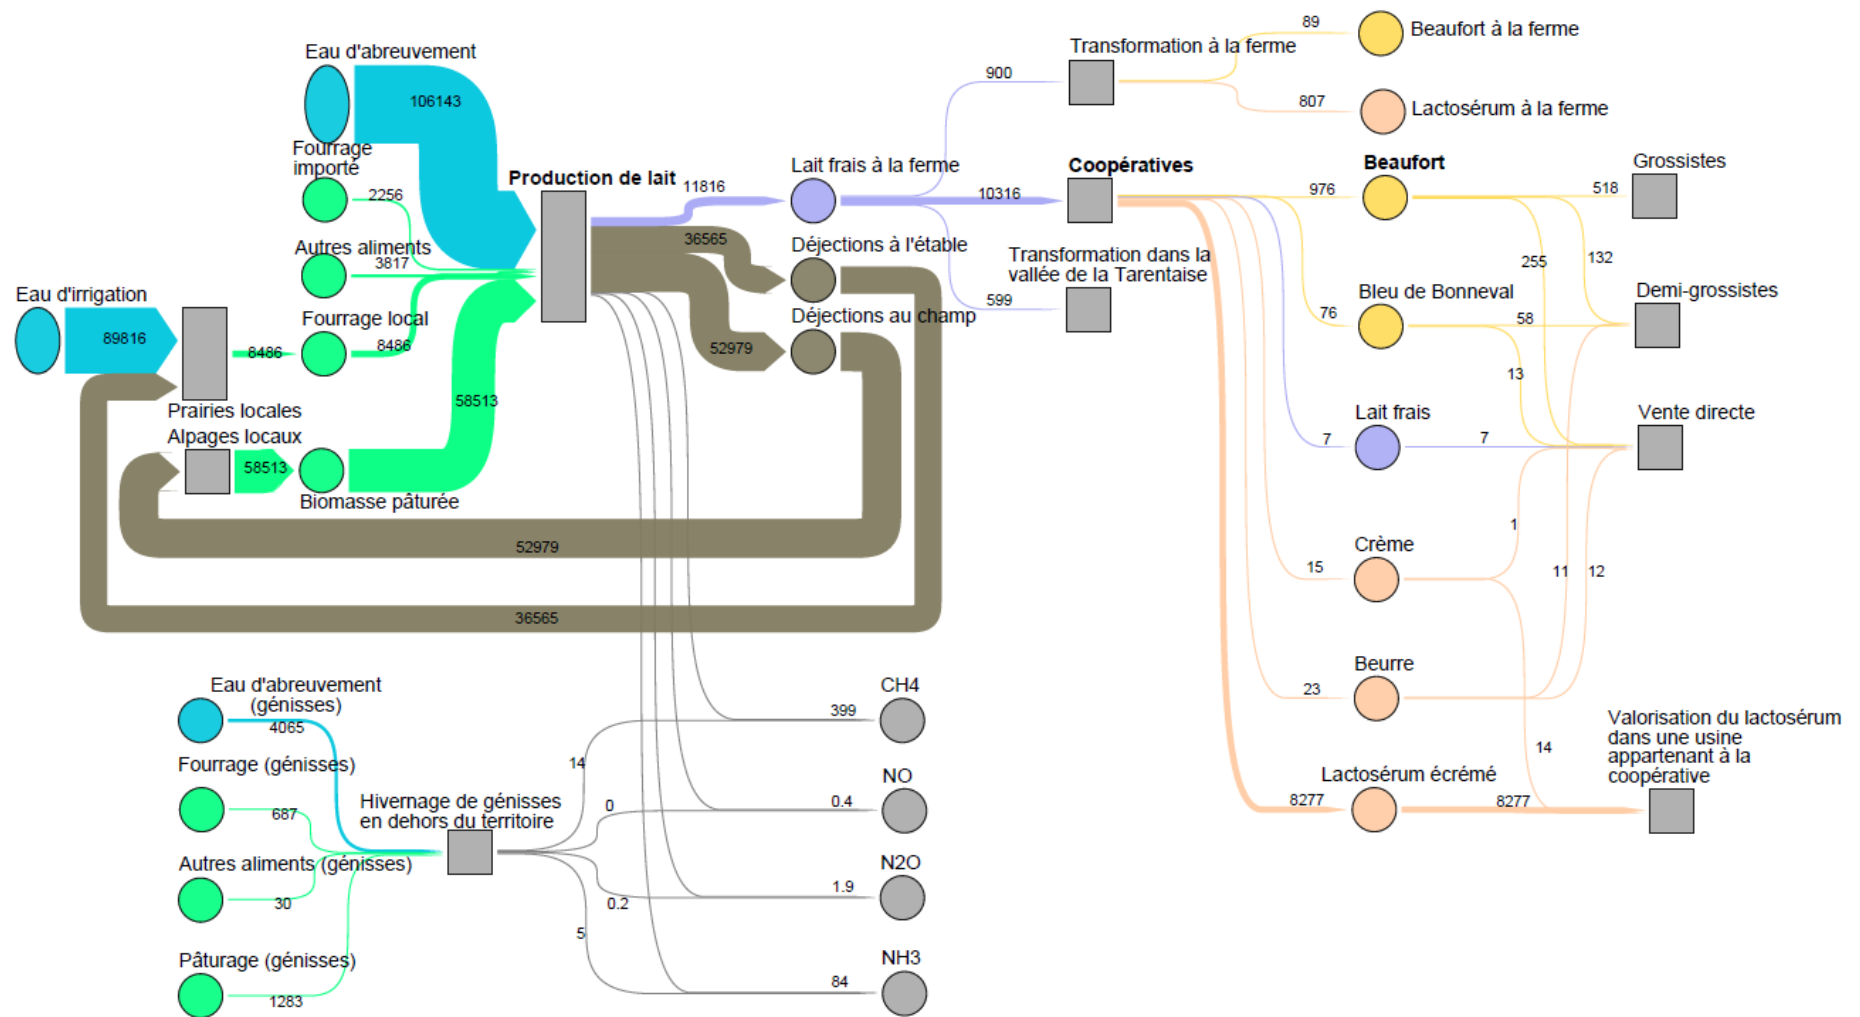 Eau d'abreuvement
106143
Fourrage
importé
2256
Autres aliments
3817
Eau d'irrigation
89816
8486
Fourrage local
8486
Prairies locales
Alpages locaux
58513
Biomasse pâturée
58513
Production de lait
11816
36565
52979
Lait frais à la ferme
Déjections à l'étable
Déjections au champ
52979
36565
900
10316
599
Transformation à la ferme
Coopératives
Transformation dans la
vallée de la Tarentaise
89
807
Beaufort à la ferme
Lactosérum à la ferme
976
Beaufort
76
Bleu de Bonneval
7
Lait frais
15
Crème
23
Beurre
8277
Lactosérum écrémé
518
132
255
58
13
7
1
11
12
14
8277
Grossistes
Demi-grossistes
Vente directe
Valorisation du lactosérum
dans une usine
appartenant à la
coopérative
Eau d'abreuvement
(génisses)
4065
Fourrage (génisses)
687
Autres aliments (génisses)
30
Pâturage (génisses)
1283
Hivernage de génisses
en dehors du territoire
14
0
0.2
5
399
CH4
0.4
NO
1.9
N2O
84
NH3